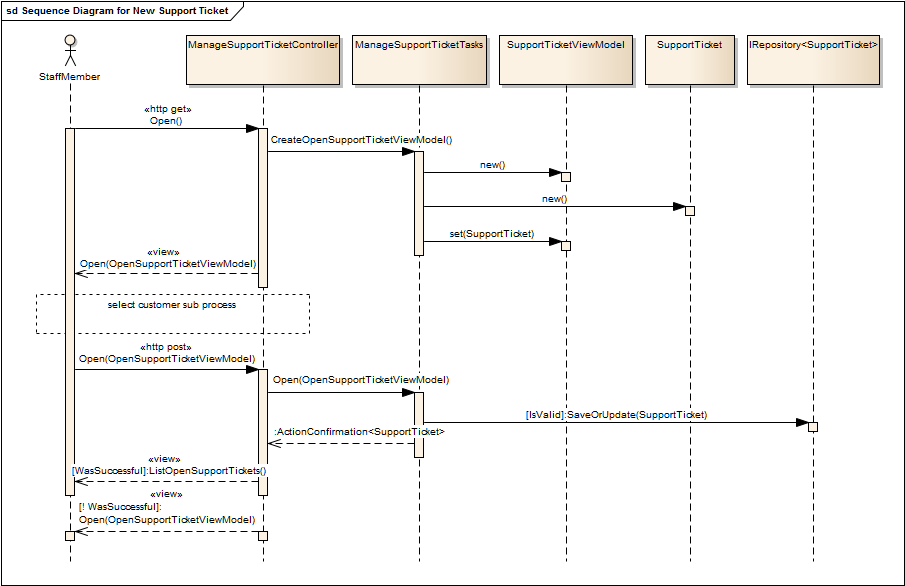 sd Sequence Diagram for New Support Ticket
StaffMember
ManageSupportTicketController
ManageSupportTicketTasks
SupportTicketViewModel
SupportTicket
IRepository<SupportTicket>
«http get»
Open()
CreateOpenSupportTicketViewModel()
new()
new()
set(SupportTicket)
«view»
Open(OpenSupportTicketViewModel)
select customer sub process
«http post»
Open(OpenSupportTicketViewModel)
Open(OpenSupportTicketViewModel)
[IsValid]:SaveOrUpdate(SupportTicket)
:ActionConfirmation<SupportTicket>
«view»
[WasSuccessful]:ListOpenSupportTickets()
«view»
[! WasSuccessful]:
Open(OpenSupportTicketViewModel)